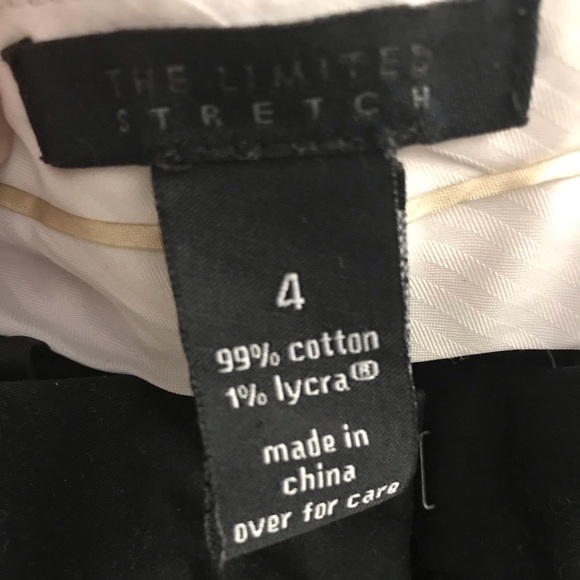 THE LIMITED
STRETCH
4
99% cotton
1% lycra®
made in
china
over for care